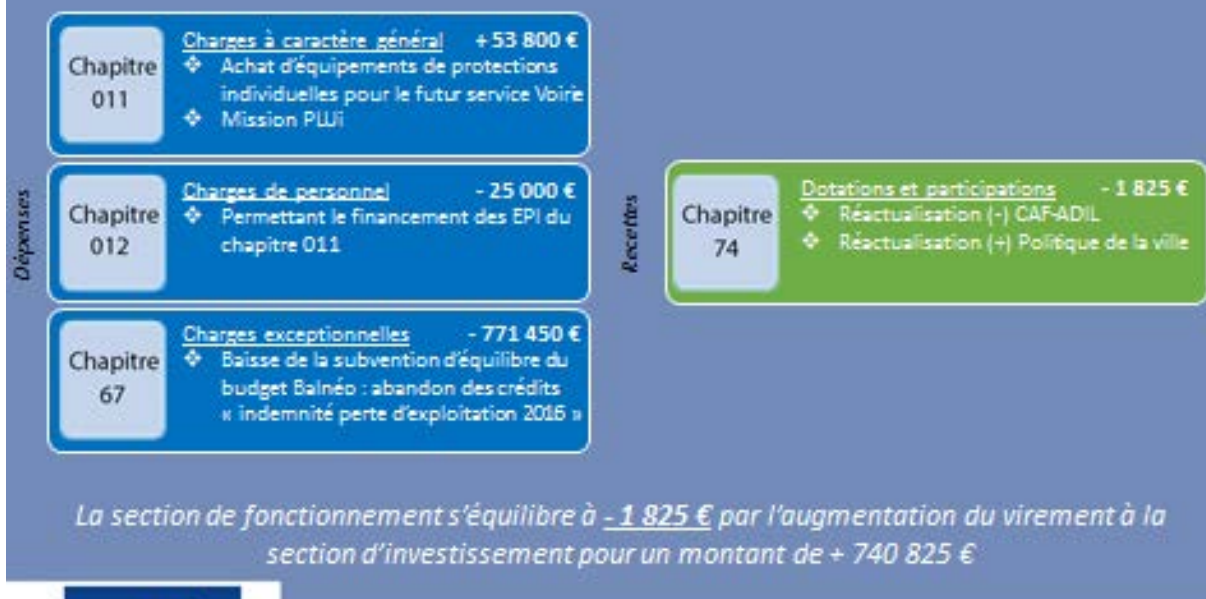 Dépenses
Chapitre
011
Charges à caractère général + 53 800 €
❖ Achat d'équipements de protections
individuelles pour le futur service Voirie
❖ Mission PLUi
Chapitre
012
Charges de personnel - 25 000 €
❖ Permettant le financement des EPI du
chapitre 011
Chapitre
67
Charges exceptionnelles - 771 450 €
❖ Baisse de la subvention d'équilibre du
budget Balnéo : abandon des crédits
« indemnité perte d'exploitation 2016 »
Recettes
Chapitre
74
Dotations et participations - 1 825 €
❖ Réactualisation (-) CAF-ADIL
❖ Réactualisation (+) Politique de la ville
La section de fonctionnement s'équilibre à - 1 825 € par l'augmentation du virement à la
section d'investissement pour un montant de + 740 825 €